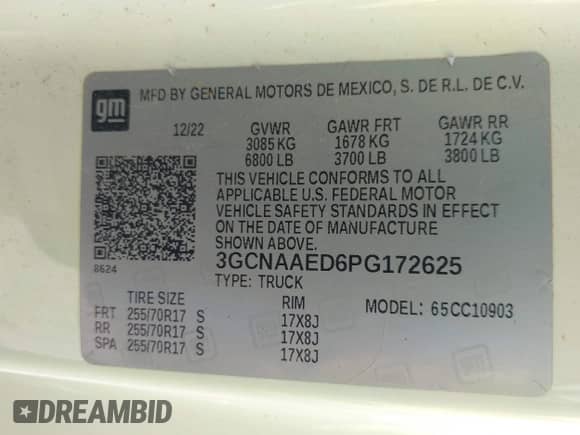 gm
MFD BY GENERAL MOTORS DE MEXICO, S. DE R.L. DE C.V.
12/22 GVWR GAWR FRT GAWR RR
3085 KG 1678 KG 1724 KG
6800 LB 3700 LB 3800 LB
THIS VEHICLE CONFORMS TO ALL
APPLICABLE U.S. FEDERAL MOTOR
VEHICLE SAFETY STANDARDS IN EFFECT
ON THE DATE OF MANUFACTURE
SHOWN ABOVE.
8624
3GCNAAED6PG172625
TYPE: TRUCK
TIRE SIZE RIM MODEL: 65CC10903
FRT 255/70R17 S 17X8J
RR 255/70R17 S 17X8J
SPA 255/70R17 S 17X8J
DREAMBID